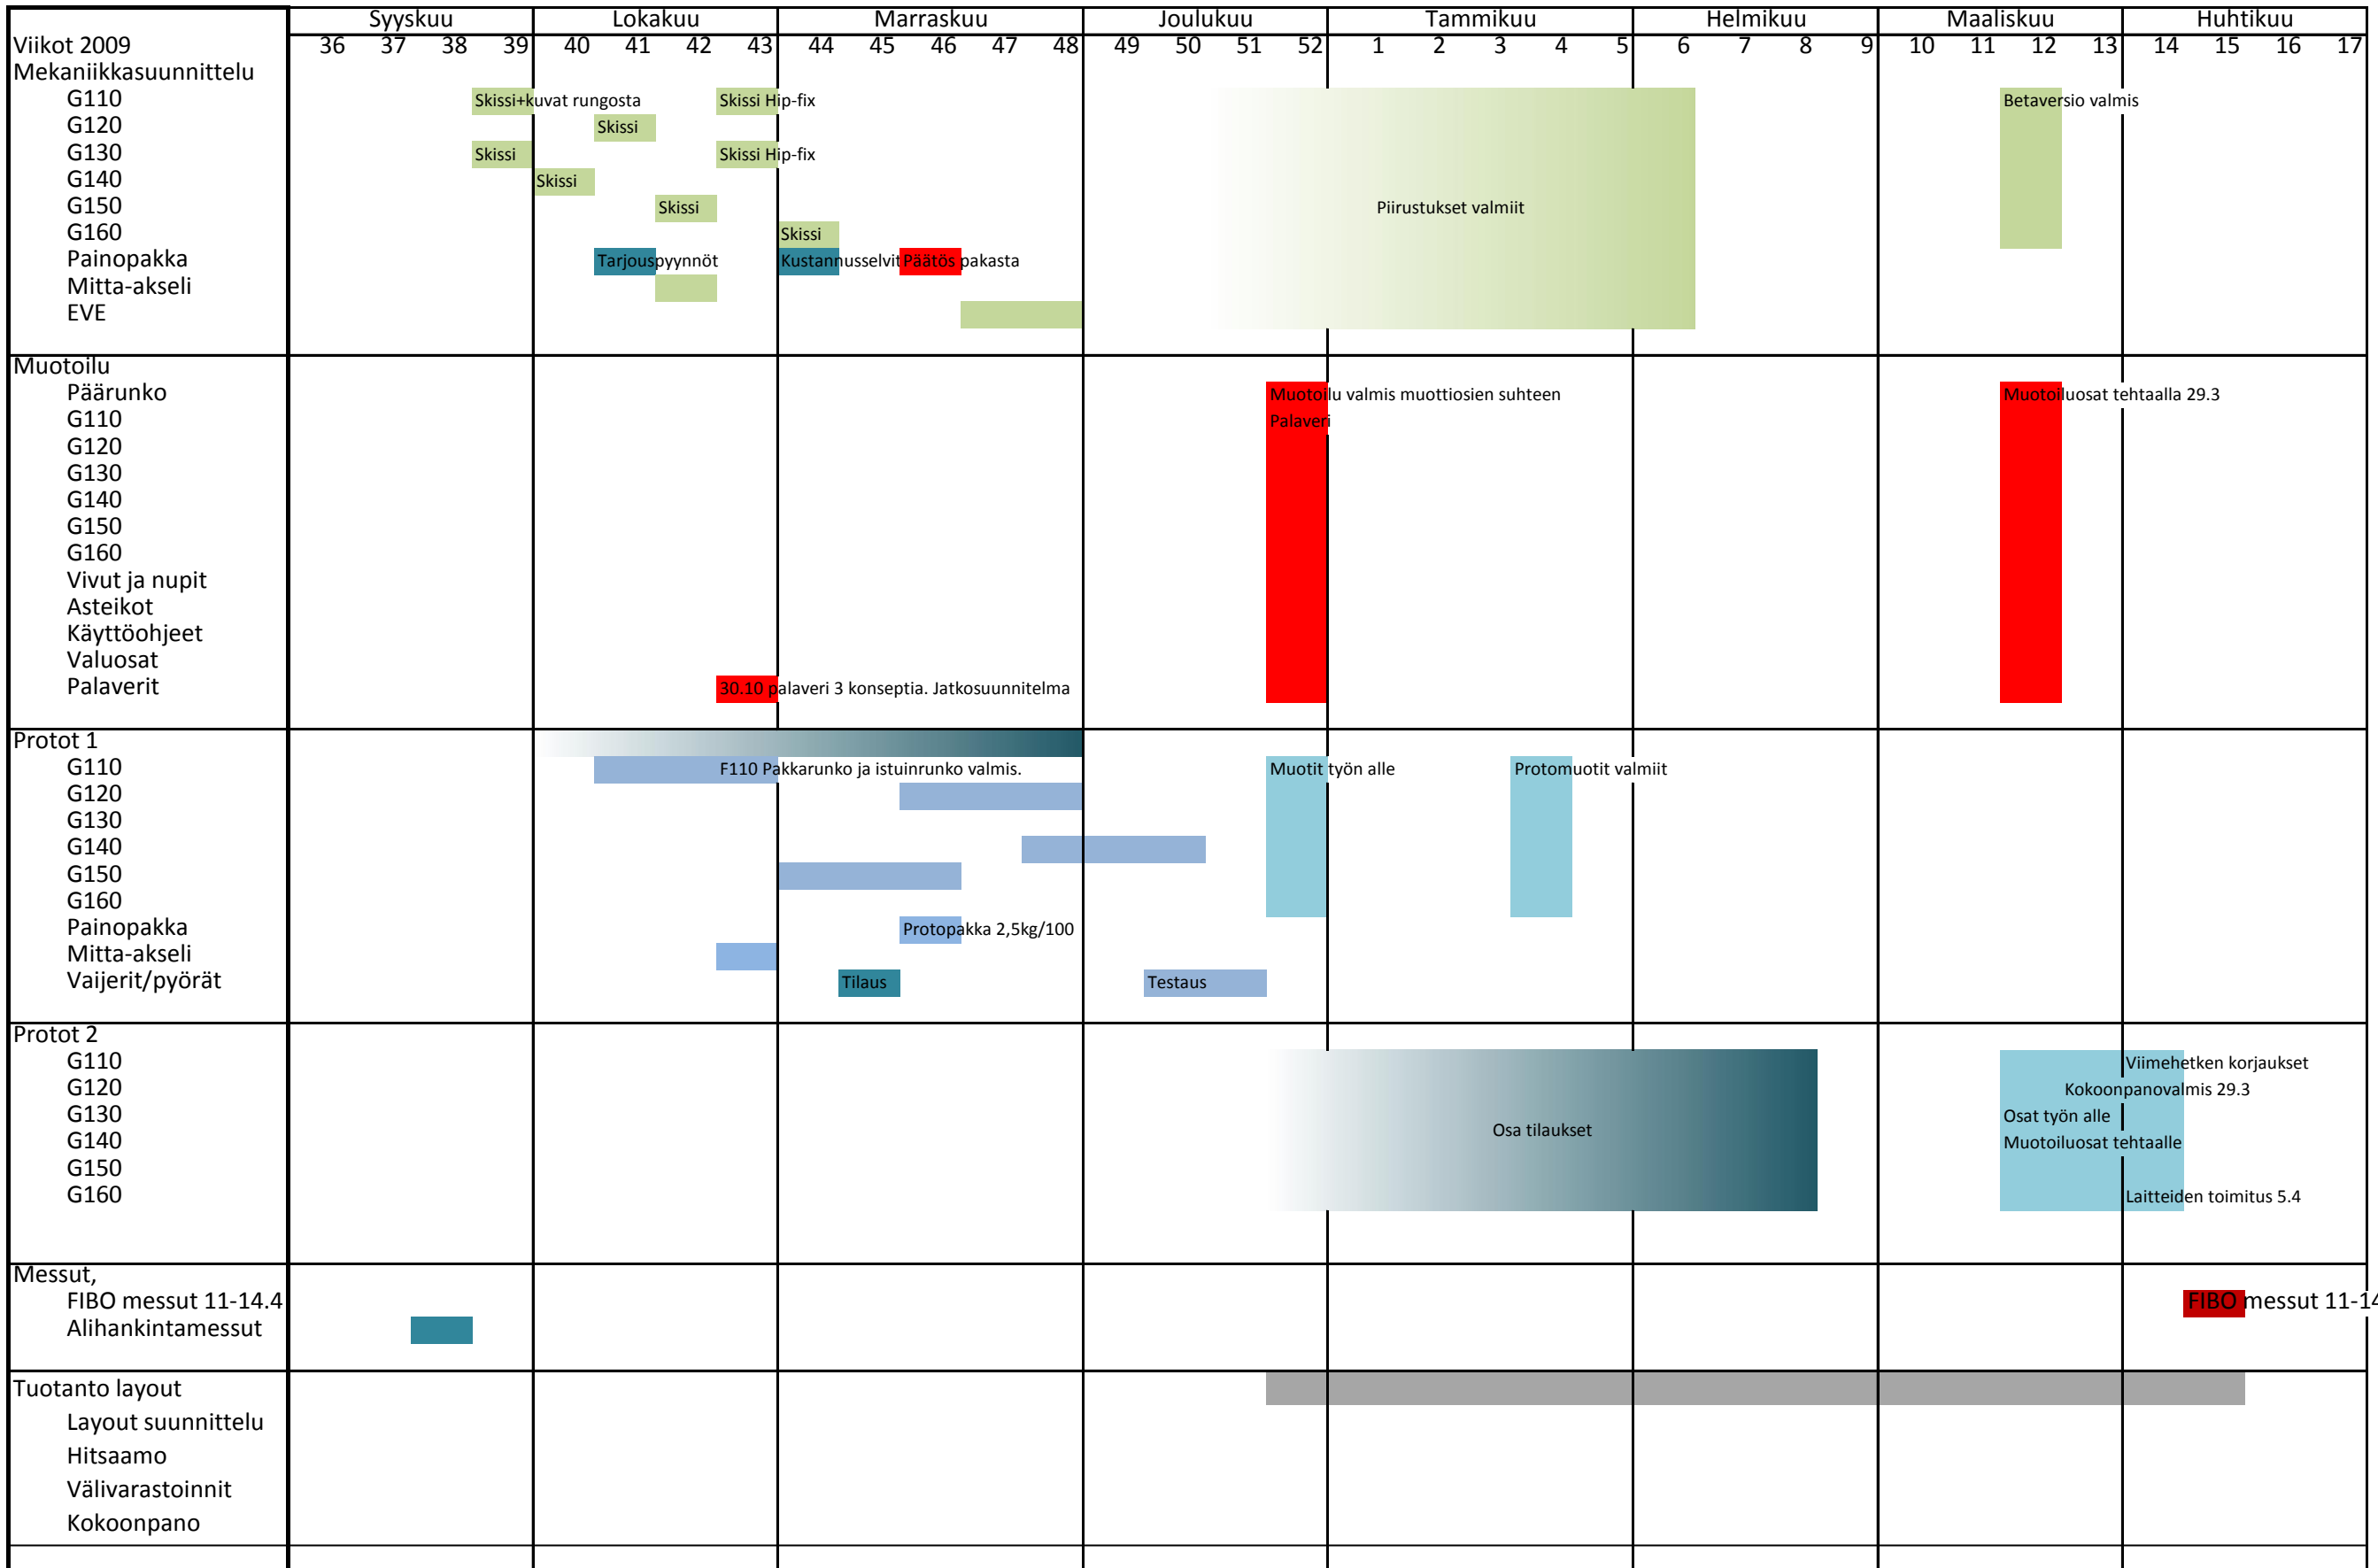 Syyskuu Lokakuu Marraskuu Joulukuu Tammikuu Helmikuu Maaliskuu Huhtikuu
Viikot 2009 36 37 38 39 40 41 42 43 44 45 46 47 48 49 50 51 52 1 2 3 4 5 6 7 8 9 10 11 12 13 14 15 16 17
Mekaniikkasuunnittelu
G110 Skissi+kuvat rungosta Skissi Hip-fix Betaversio valmis
G120 Skissi
G130 Skissi Skissi Hip-fix
G140 Skissi
G150 Skissi Piirustukset valmiit
G160 Skissi
Painopakka Tarjouspyynnöt Kustannusselvit Päätös pakasta
Mitta-akseli
EVE
Muotoilu
Päärunko Muotoilu valmis muottiosien suhteen Muotoiluosat tehtaalla 29.3
G110 Palaveri
G120
G130
G140
G150
G160
Vivut ja nupit
Asteikot
Käyttöohjeet
Valuosat
Palaverit 30.10 palaveri 3 konseptia. Jatkosuunnitelma
Protot 1
G110 F110 Pakkarunko ja istuinrunko valmis. Muotit työn alle Protomuotit valmiit
G120
G130
G140
G150
G160
Painopakka Protopakka 2,5kg/100
Mitta-akseli
Vaijerit/pyörät Tilaus Testaus
Protot 2
G110 Viimehetken korjaukset
G120 Kokoonpanovalmis 29.3
G130 Osat työn alle
G140 Osa tilaukset Muotoiluosat tehtaalle
G150
G160 Laitteiden toimitus 5.4
Messut,
FIBO messut 11-14.4 FIBO messut 11-14
Alihankintamessut
Tuotanto layout
Layout suunnittelu
Hitsaamo
Välivarastoinnit
Kokoonpano